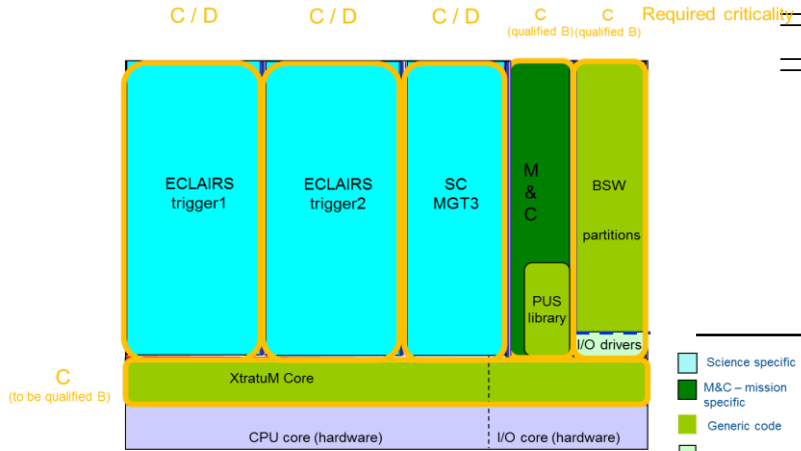 C / D
C / D
C / D
C
(qualified B)
C
(qualified B)
Required criticality
ECLAIRS
trigger1
ECLAIRS
trigger2
SC
MGT3
M
&
C
PUS
library
BSW
partitions
I/O drivers
C
(to be qualified B)
XtratuM Core
CPU core (hardware)
I/O core (hardware)
Science specific
M&C – mission
specific
Generic code